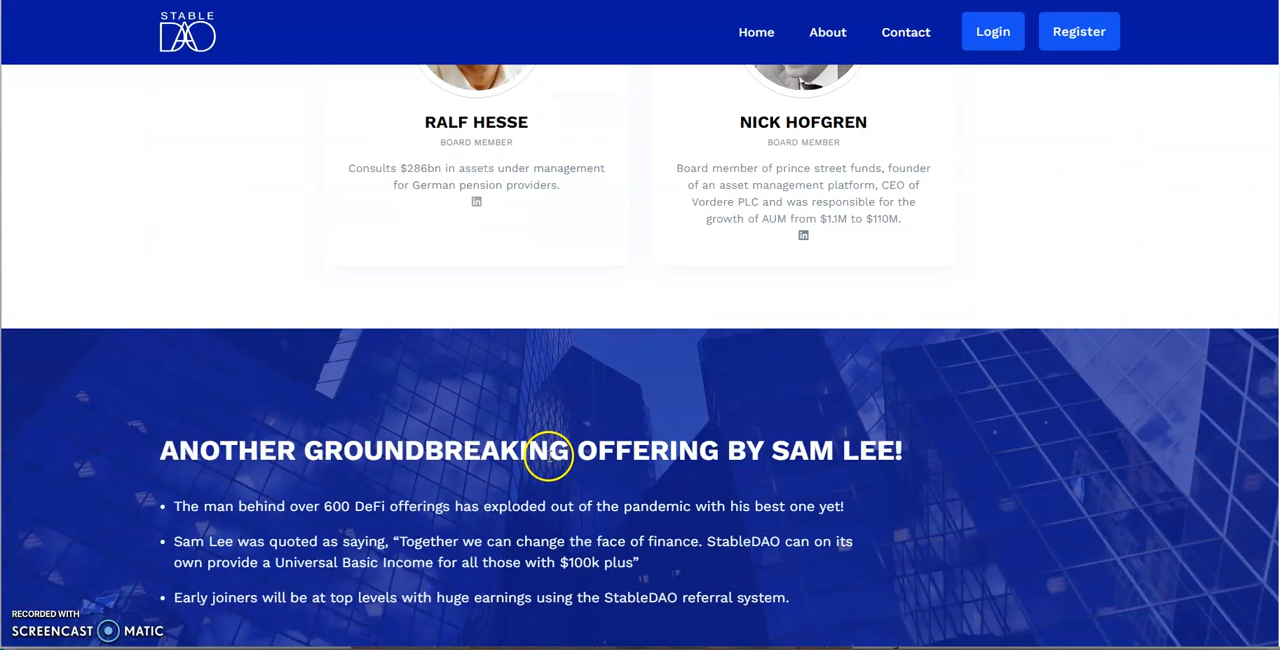 STABLE
DAO
Home About Contact Login Register
RALF HESSE
BOARD MEMBER
Consults $286bn in assets under management
for German pension providers.
in
NICK HOFGREN
BOARD MEMBER
Board member of prince street funds, founder
of an asset management platform, CEO of
Vordere PLC and was responsible for the
growth of AUM from $1.1M to $110M.
in
ANOTHER GROUNDBREAKING OFFERING BY SAM LEE!
• The man behind over 600 DeFi offerings has exploded out of the pandemic with his best one yet!
• Sam Lee was quoted as saying, “Together we can change the face of finance. StableDAO can on its
own provide a Universal Basic Income for all those with $100k plus”
• Early joiners will be at top levels with huge earnings using the StableDAO referral system.
RECORDED WITH
SCREENCAST MATIC